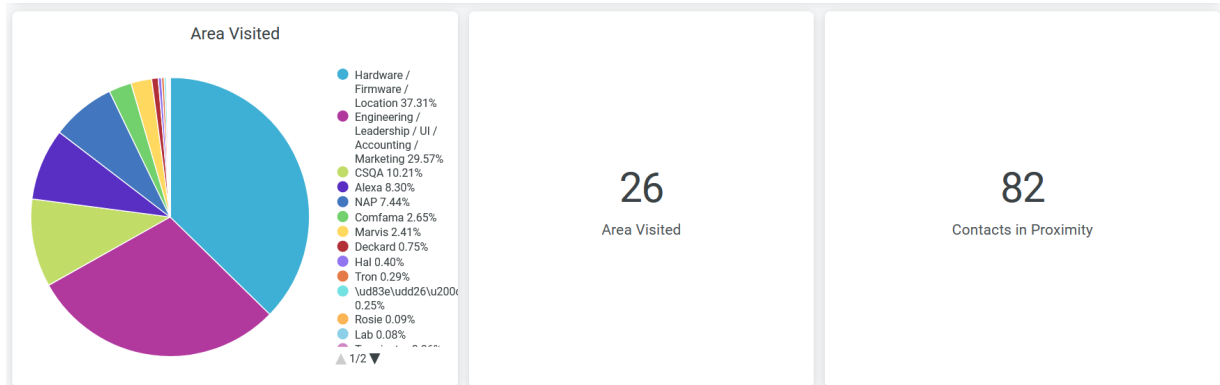 Area Visited
Hardware /
Firmware /
Location 37.31%
Engineering /
Leadership / UI /
Accounting /
Marketing 29.57%
CSQA 10.21%
Alexa 8.30%
NAP 7.44%
Comfama 2.65%
Marvis 2.41%
Deckard 0.75%
Hal 0.40%
Tron 0.29%
\ud83e\udd26\u200d
0.25%
Rosie 0.09%
Lab 0.08%
1/2
26
Area Visited
82
Contacts in Proximity